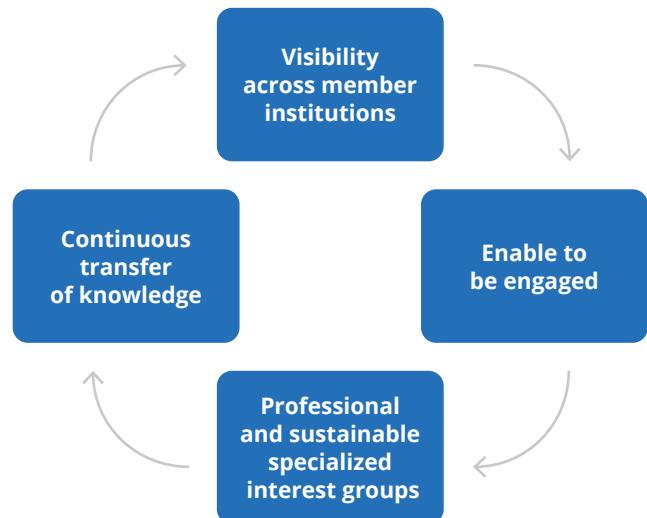 Visibility
across member
institutions
Enable to
be engaged
Professional
and sustainable
specialized
interest groups
Continuous
transfer
of knowledge